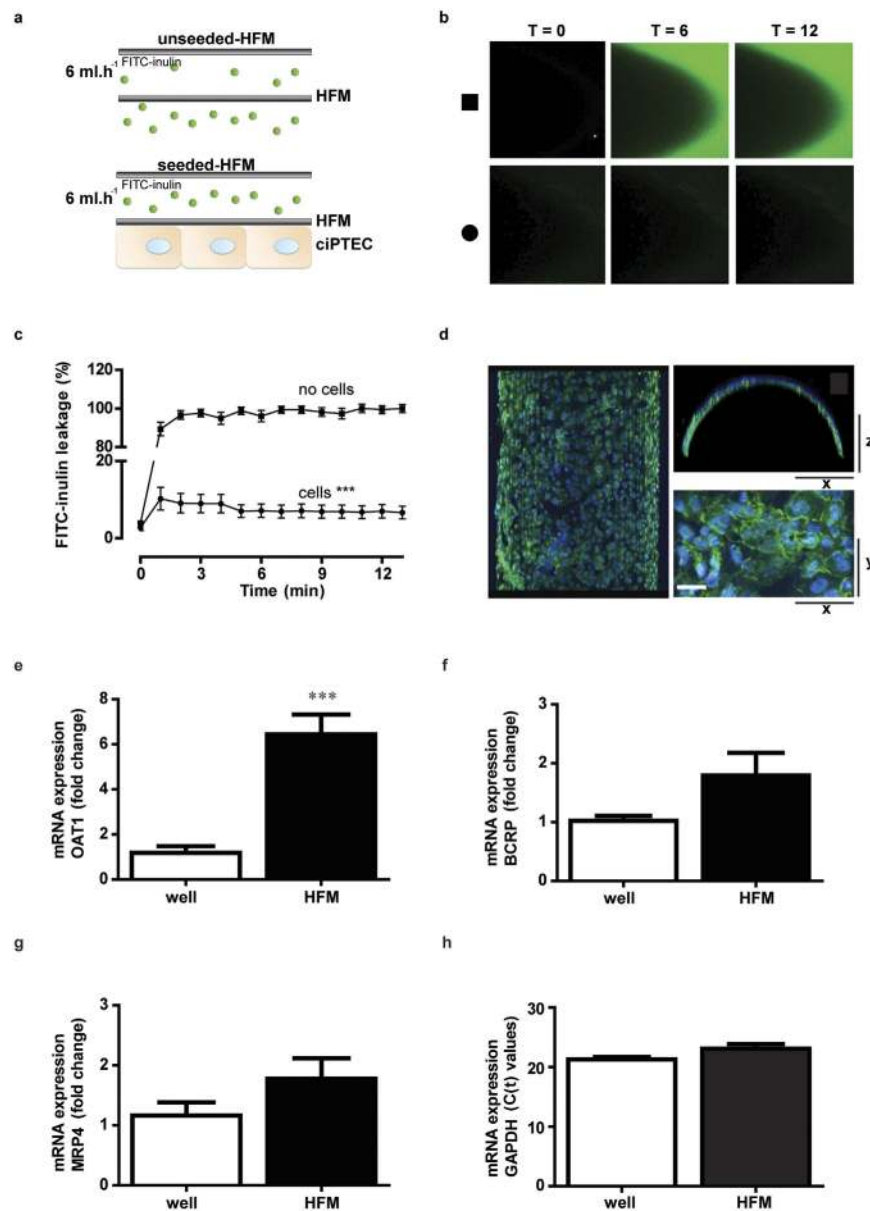 a
unseeded-HFM
6 ml.h⁻¹ FITC-inulin
HFM
seeded-HFM
6 ml.h⁻¹ FITC-inulin
HFM
ciPTEC
b
T = 0 T = 6 T = 12
c
FITC-inulin leakage (%)
120
100
80
20
0
no cells
cells ***
0 3 6 9 12
Time (min)
d
z
x
y
x
e
mRNA expression
OAT1 (fold change)
8
6
4
2
0
***
well HFM
f
mRNA expression
BCRP (fold change)
3
2
1
0
well HFM
g
mRNA expression
MRP4 (fold change)
3
2
1
0
well HFM
h
mRNA expression
GAPDH (C(t) values)
30
20
10
0
well HFM